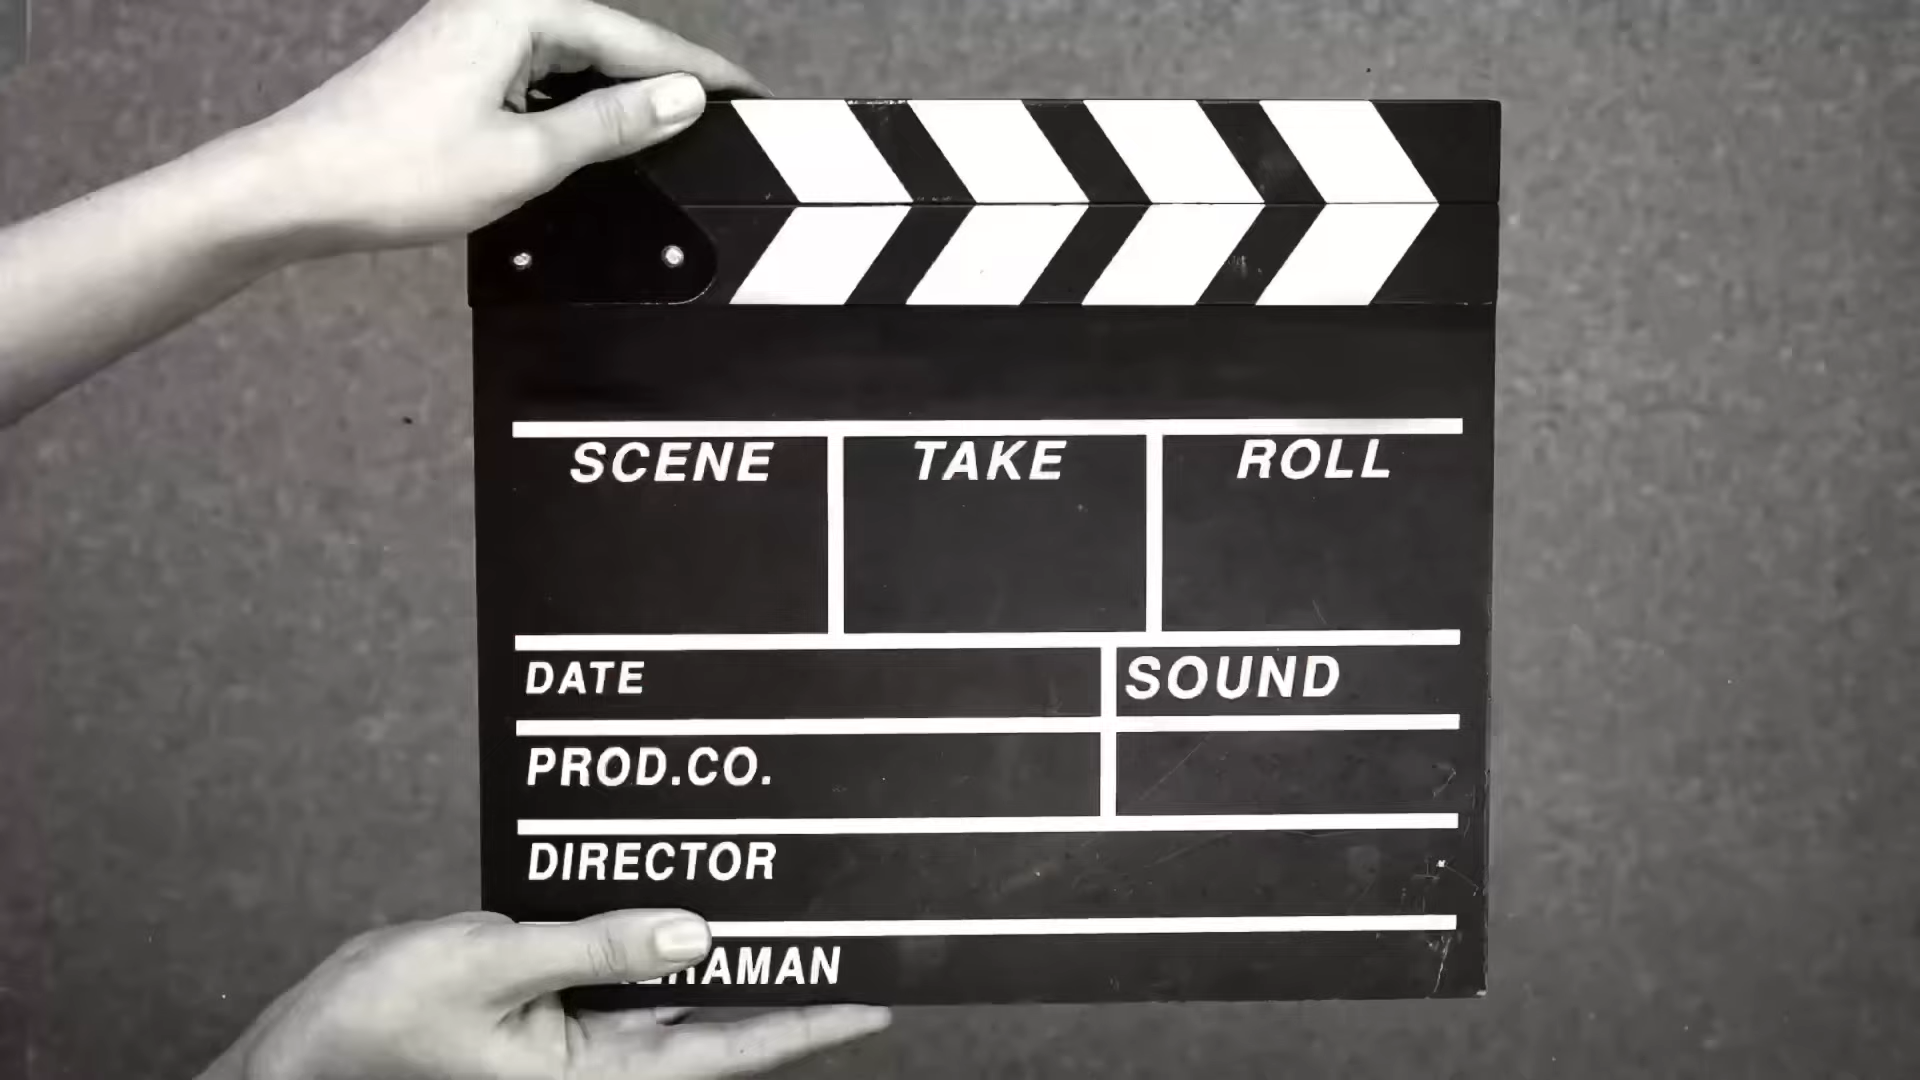 SCENE TAKE ROLL
DATE SOUND
PROD.CO.
DIRECTOR